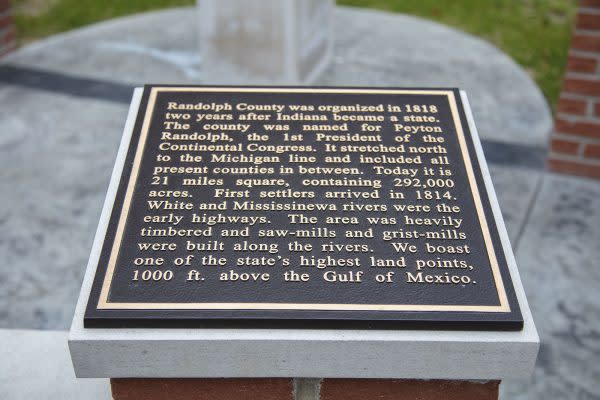 Randolph County was organized in 1818
two years after Indiana became a state.
The county was named for Peyton
Randolph, the 1st President of the
Continental Congress. It stretched north
to the Michigan line and included all
present counties in between. Today it is
21 miles square, containing 292,000
acres. First settlers arrived in 1814.
White and Mississinewa rivers were the
early highways. The area was heavily
timbered and saw-mills and grist-mills
were built along the rivers. We boast
one of the state's highest land points,
1000 ft. above the Gulf of Mexico.